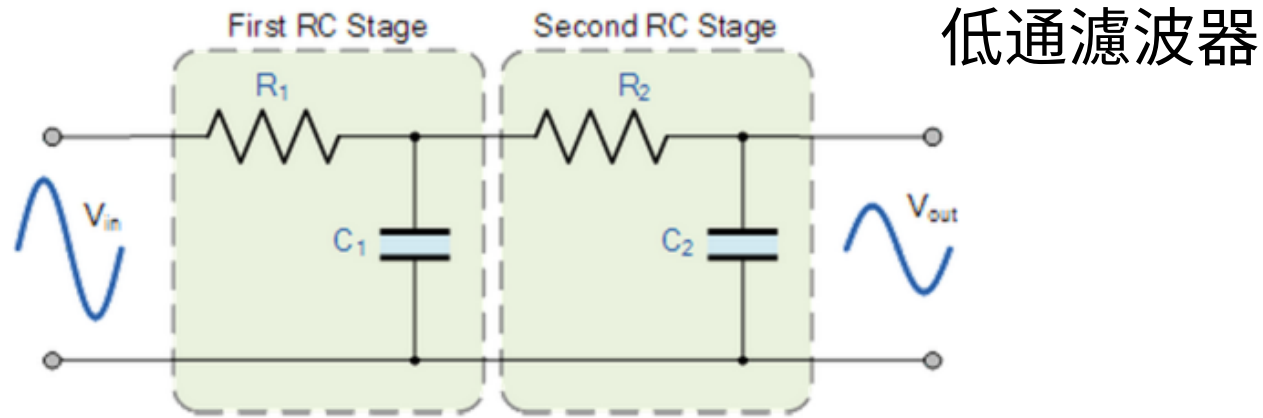 First RC Stage
Second RC Stage
低通濾波器
R₁
R₂
Vin
C₁
C₂
Vout